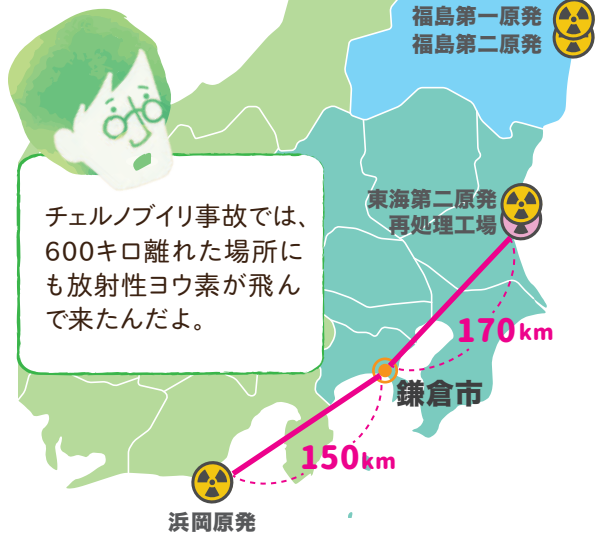 福島第一原発
福島第二原発
チェルノブイリ事故では、
600キロ離れた場所に
も放射性ヨウ素が飛ん
で来たんだよ。
東海第二原発
再処理工場
170km
鎌倉市
150km
浜岡原発